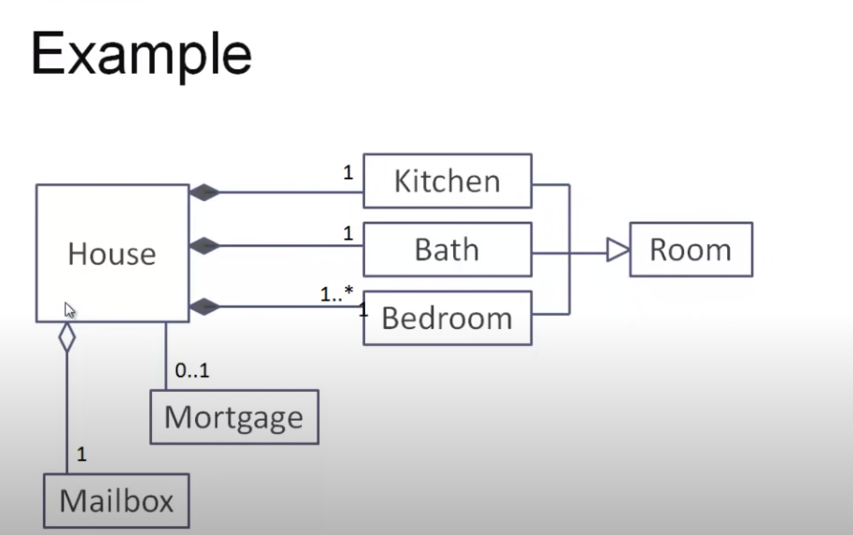 Example
1
Kitchen
House
1
Bath
Room
1..*
1
Bedroom
0..1
Mortgage
1
Mailbox